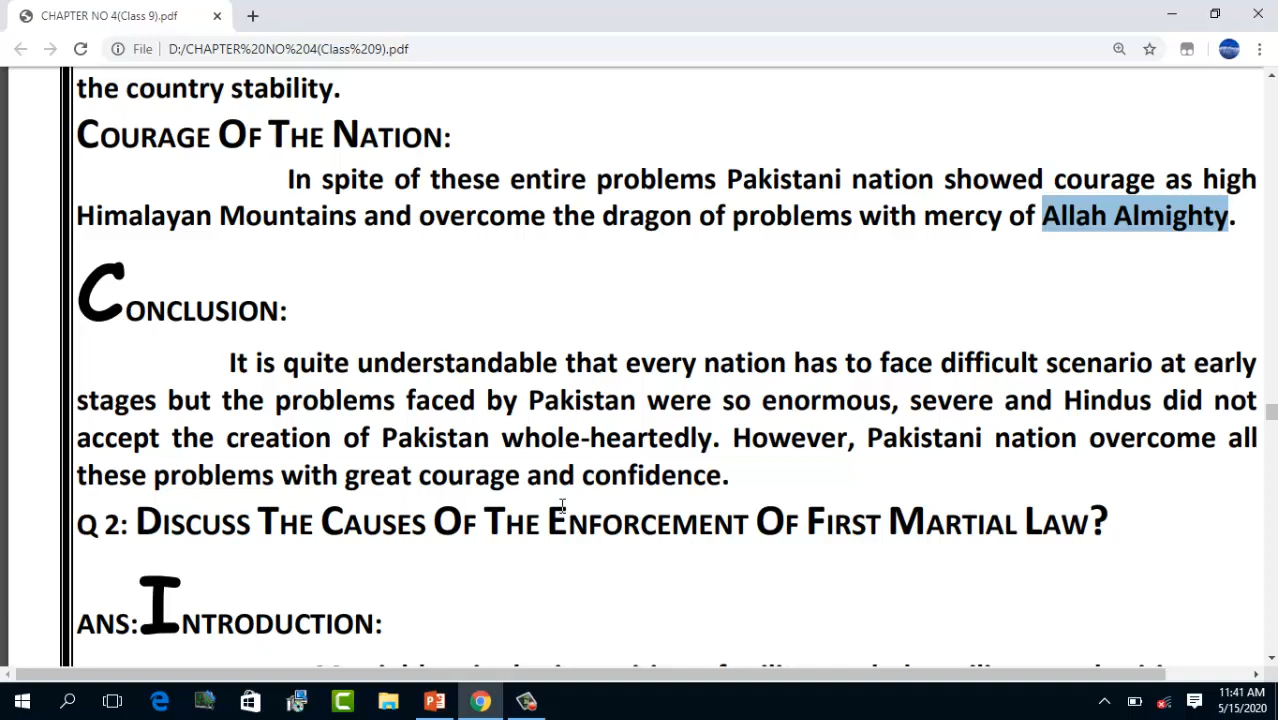 CHAPTER NO 4(Class 9).pdf
File D:/CHAPTER%20NO%204(Class%209).pdf
the country stability.
COURAGE OF THE NATION:
In spite of these entire problems Pakistani nation showed courage as high
Himalayan Mountains and overcome the dragon of problems with mercy of Allah Almighty.
CONCLUSION:
It is quite understandable that every nation has to face difficult scenario at early
stages but the problems faced by Pakistan were so enormous, severe and Hindus did not
accept the creation of Pakistan whole-heartedly. However, Pakistani nation overcome all
these problems with great courage and confidence.
Q 2: DISCUSS THE CAUSES OF THE ENFORCEMENT OF FIRST MARTIAL LAW?
ANS:INTRODUCTION:
11:41 AM
5/15/2020